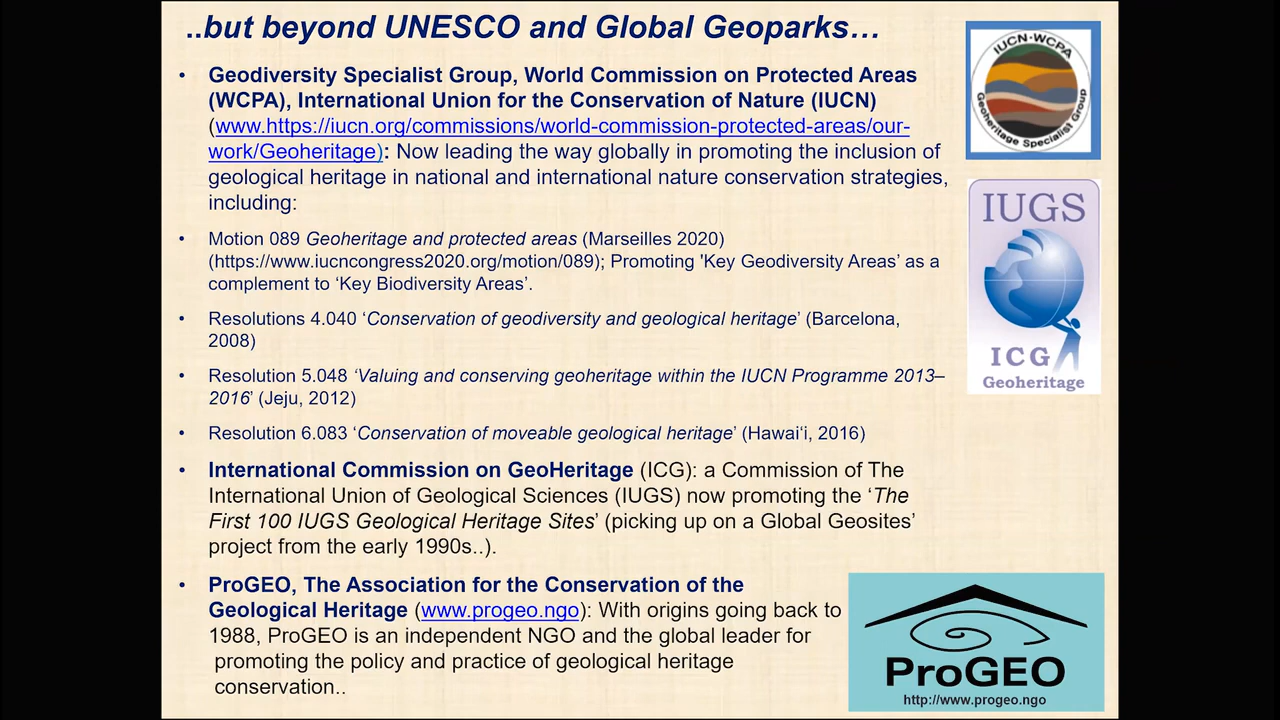 ..but beyond UNESCO and Global Geoparks…
• Geodiversity Specialist Group, World Commission on Protected Areas
(WCPA), International Union for the Conservation of Nature (IUCN)
(www.https://iucn.org/commissions/world-commission-protected-areas/our-
work/Geoheritage): Now leading the way globally in promoting the inclusion of
geological heritage in national and international nature conservation strategies,
including:
• Motion 089 Geoheritage and protected areas (Marseilles 2020)
(https://www.iucncongress2020.org/motion/089); Promoting 'Key Geodiversity Areas’ as a
complement to ‘Key Biodiversity Areas’.
• Resolutions 4.040 ‘Conservation of geodiversity and geological heritage’ (Barcelona,
2008)
• Resolution 5.048 ‘Valuing and conserving geoheritage within the IUCN Programme 2013–
2016’ (Jeju, 2012)
• Resolution 6.083 ‘Conservation of moveable geological heritage’ (Hawai‘i, 2016)
• International Commission on GeoHeritage (ICG): a Commission of The
International Union of Geological Sciences (IUGS) now promoting the ‘The
First 100 IUGS Geological Heritage Sites’ (picking up on a Global Geosites’
project from the early 1990s..).
• ProGEO, The Association for the Conservation of the
Geological Heritage (www.progeo.ngo): With origins going back to
1988, ProGEO is an independent NGO and the global leader for
promoting the policy and practice of geological heritage
conservation..
IUCN·WCPA
Geoheritage Specialist Group
IUGS
ICG
Geoheritage
ProGEO
http://www.progeo.ngo